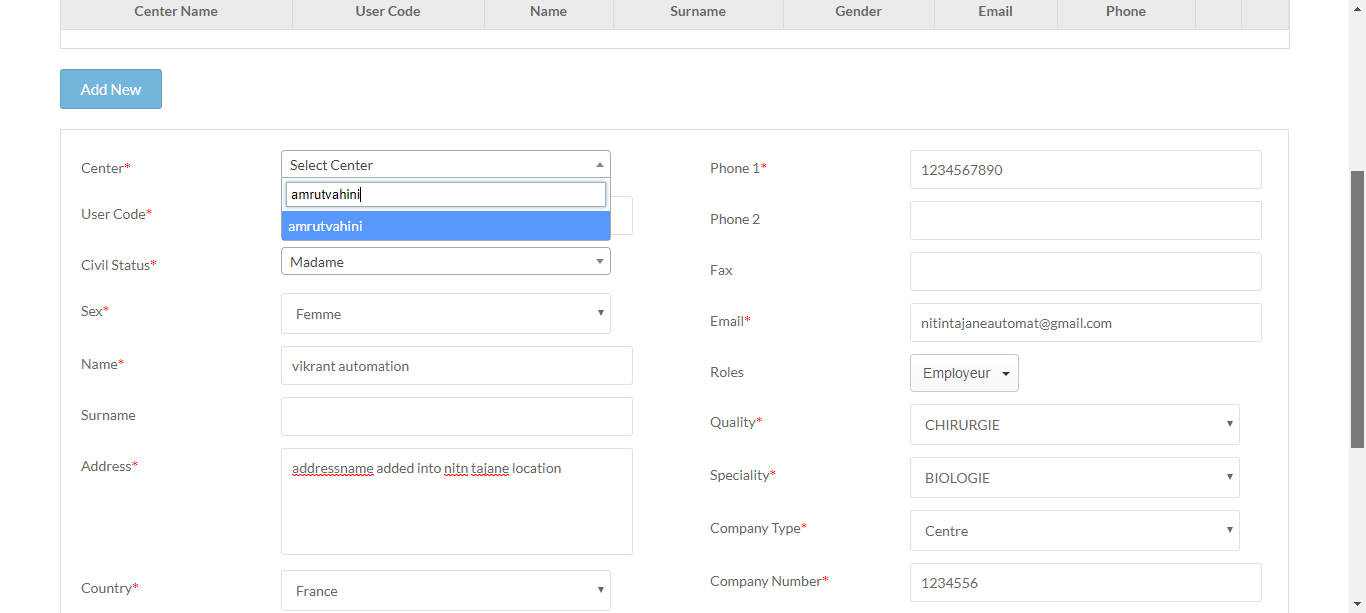 Center Name User Code Name Surname Gender Email Phone
Add New
Center* Select Center
amrutvahini
amrutvahini
User Code*
Civil Status* Madame
Sex* Femme
Name* vikrant automation
Surname
Address* addressname added into nitn tajane location
Country* France
Phone 1* 1234567890
Phone 2
Fax
Email* nitintajaneautomat@gmail.com
Roles Employeur
Quality* CHIRURGIE
Speciality* BIOLOGIE
Company Type* Centre
Company Number* 1234556